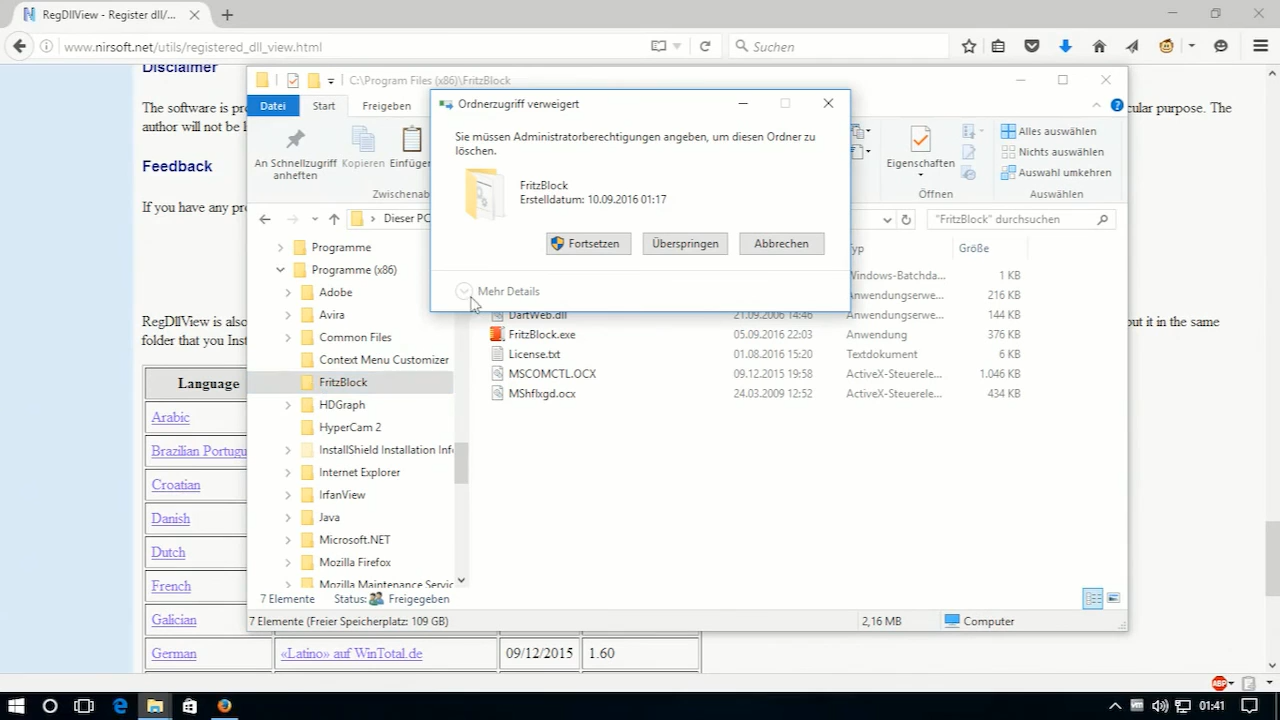 RegDllView - Register dll/...
www.nirsoft.net/utils/registered_dll_view.html
Suchen
Disclaimer
C:\Program Files (x86)\FritzBlock
Ordnerzugriff verweigert
Datei
Start
Freigeben
Sie müssen Administratorberechtigungen angeben, um diesen Ordner zu
löschen.
FritzBlock
Erstelldatum: 10.09.2016 01:17
Fortsetzen
Überspringen
Abbrechen
Mehr Details
The software is pr
cular purpose. The
author will not be l
Feedback
If you have any pr
An Schnellzugriff
anheften
Kopieren
Einfügen
Zwischenab
Eigenschaften
Öffnen
Alles auswählen
Nichts auswählen
Auswahl umkehren
Auswählen
Dieser PC
"FritzBlock" durchsuchen
Typ
Größe
Programme
Programme (x86)
Adobe
Avira
Common Files
Context Menu Customizer
FritzBlock
HDGraph
HyperCam 2
InstallShield Installation Inf
Internet Explorer
IrfanView
Java
Microsoft.NET
Mozilla Firefox
Mozilla Maintenance Servic
Windows-Batchda... 1 KB
Anwendungserwe... 216 KB
DartWeb.dll 21.09.2006 14:46 Anwendungserwe... 144 KB
FritzBlock.exe 05.09.2016 22:03 Anwendung 376 KB
License.txt 01.08.2016 15:20 Textdokument 6 KB
MSCOMCTL.OCX 09.12.2015 19:58 ActiveX-Steuerele... 1.046 KB
MShflxgd.ocx 24.03.2009 12:52 ActiveX-Steuerele... 434 KB
7 Elemente
Status:
Freigegeben
7 Elemente (Freier Speicherplatz: 109 GB)
2,16 MB
Computer
RegDllView is also
put it in the same
folder that you Inst
Language
Arabic
Brazilian Portugu
Croatian
Danish
Dutch
French
Galician
German «Latino» auf WinTotal.de 09/12/2015 1.60
ABP
01:41